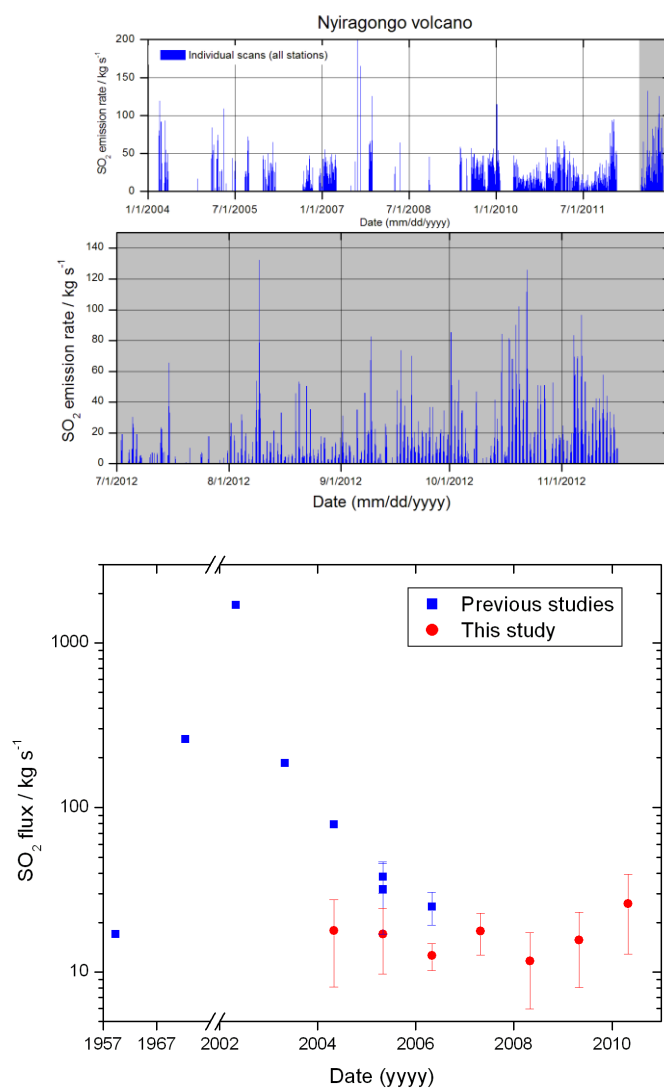 Nyiragongo volcano
SO₂ emission rate / kg s⁻¹
200
150
100
50
0
Individual scans (all stations)
1/1/2004 7/1/2005 1/1/2007 7/1/2008 1/1/2010 7/1/2011
Date (mm/dd/yyyy)
SO₂ emission rate / kg s⁻¹
140
120
100
80
60
40
20
0
7/1/2012 8/1/2012 9/1/2012 10/1/2012 11/1/2012
Date (mm/dd/yyyy)
SO₂ flux / kg s⁻¹
1000
100
10
Previous studies
This study
1957 1967 2002 2004 2006 2008 2010
Date (yyyy)